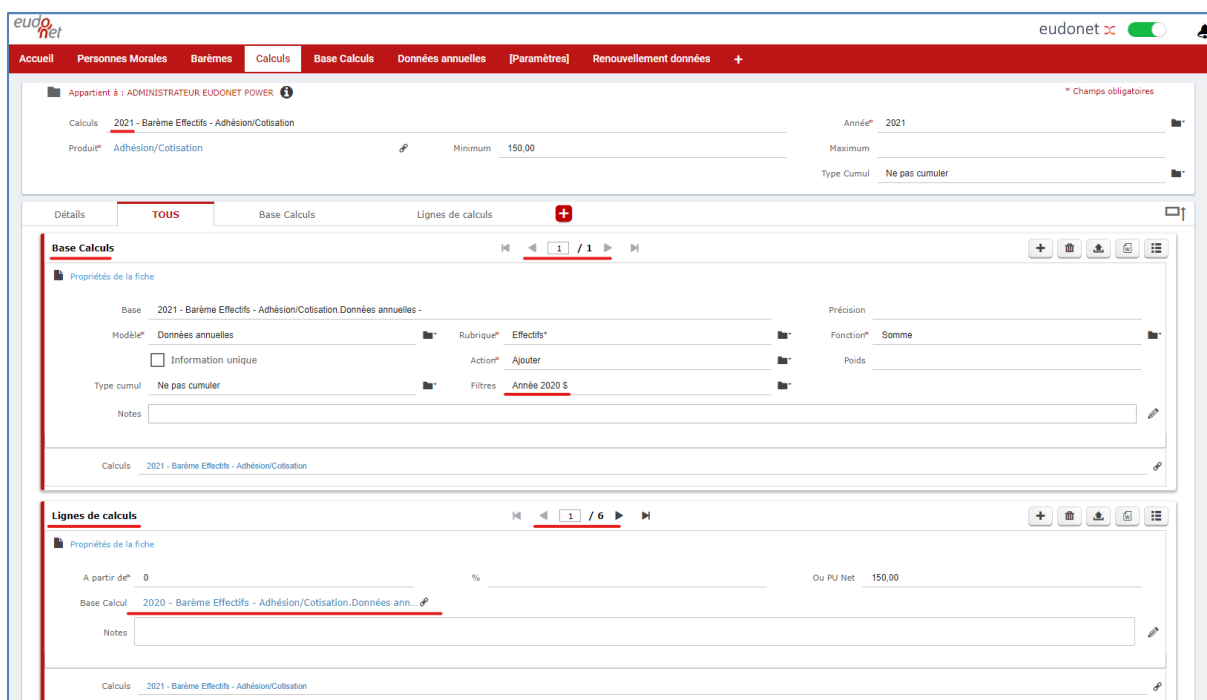 eudonet
eudonet
Accueil Personnes Morales Barèmes Calculs Base Calculs Données annuelles [Paramètres] Renouvellement données +
Appartient à : ADMINISTRATEUR EUDONET POWER
* Champs obligatoires
Calculs 2021 - Barème Effectifs - Adhésion/Cotisation Année* 2021
Produit* Adhésion/Cotisation Minimum 150,00 Maximum
Type Cumul Ne pas cumuler
Détails TOUS Base Calculs Lignes de calculs +
Base Calculs 1 / 1
Propriétés de la fiche
Base 2021 - Barème Effectifs - Adhésion/Cotisation.Données annuelles - Précision
Modèle* Données annuelles Rubrique* Effectifs* Fonction* Somme
Information unique Action* Ajouter Poids
Type cumul Ne pas cumuler Filtres Année 2020 $
Notes
Calculs 2021 - Barème Effectifs - Adhésion/Cotisation
Lignes de calculs 1 / 6
Propriétés de la fiche
A partir de* 0 % Ou PU Net 150,00
Base Calcul 2020 - Barème Effectifs - Adhésion/Cotisation.Données ann...
Notes
Calculs 2021 - Barème Effectifs - Adhésion/Cotisation